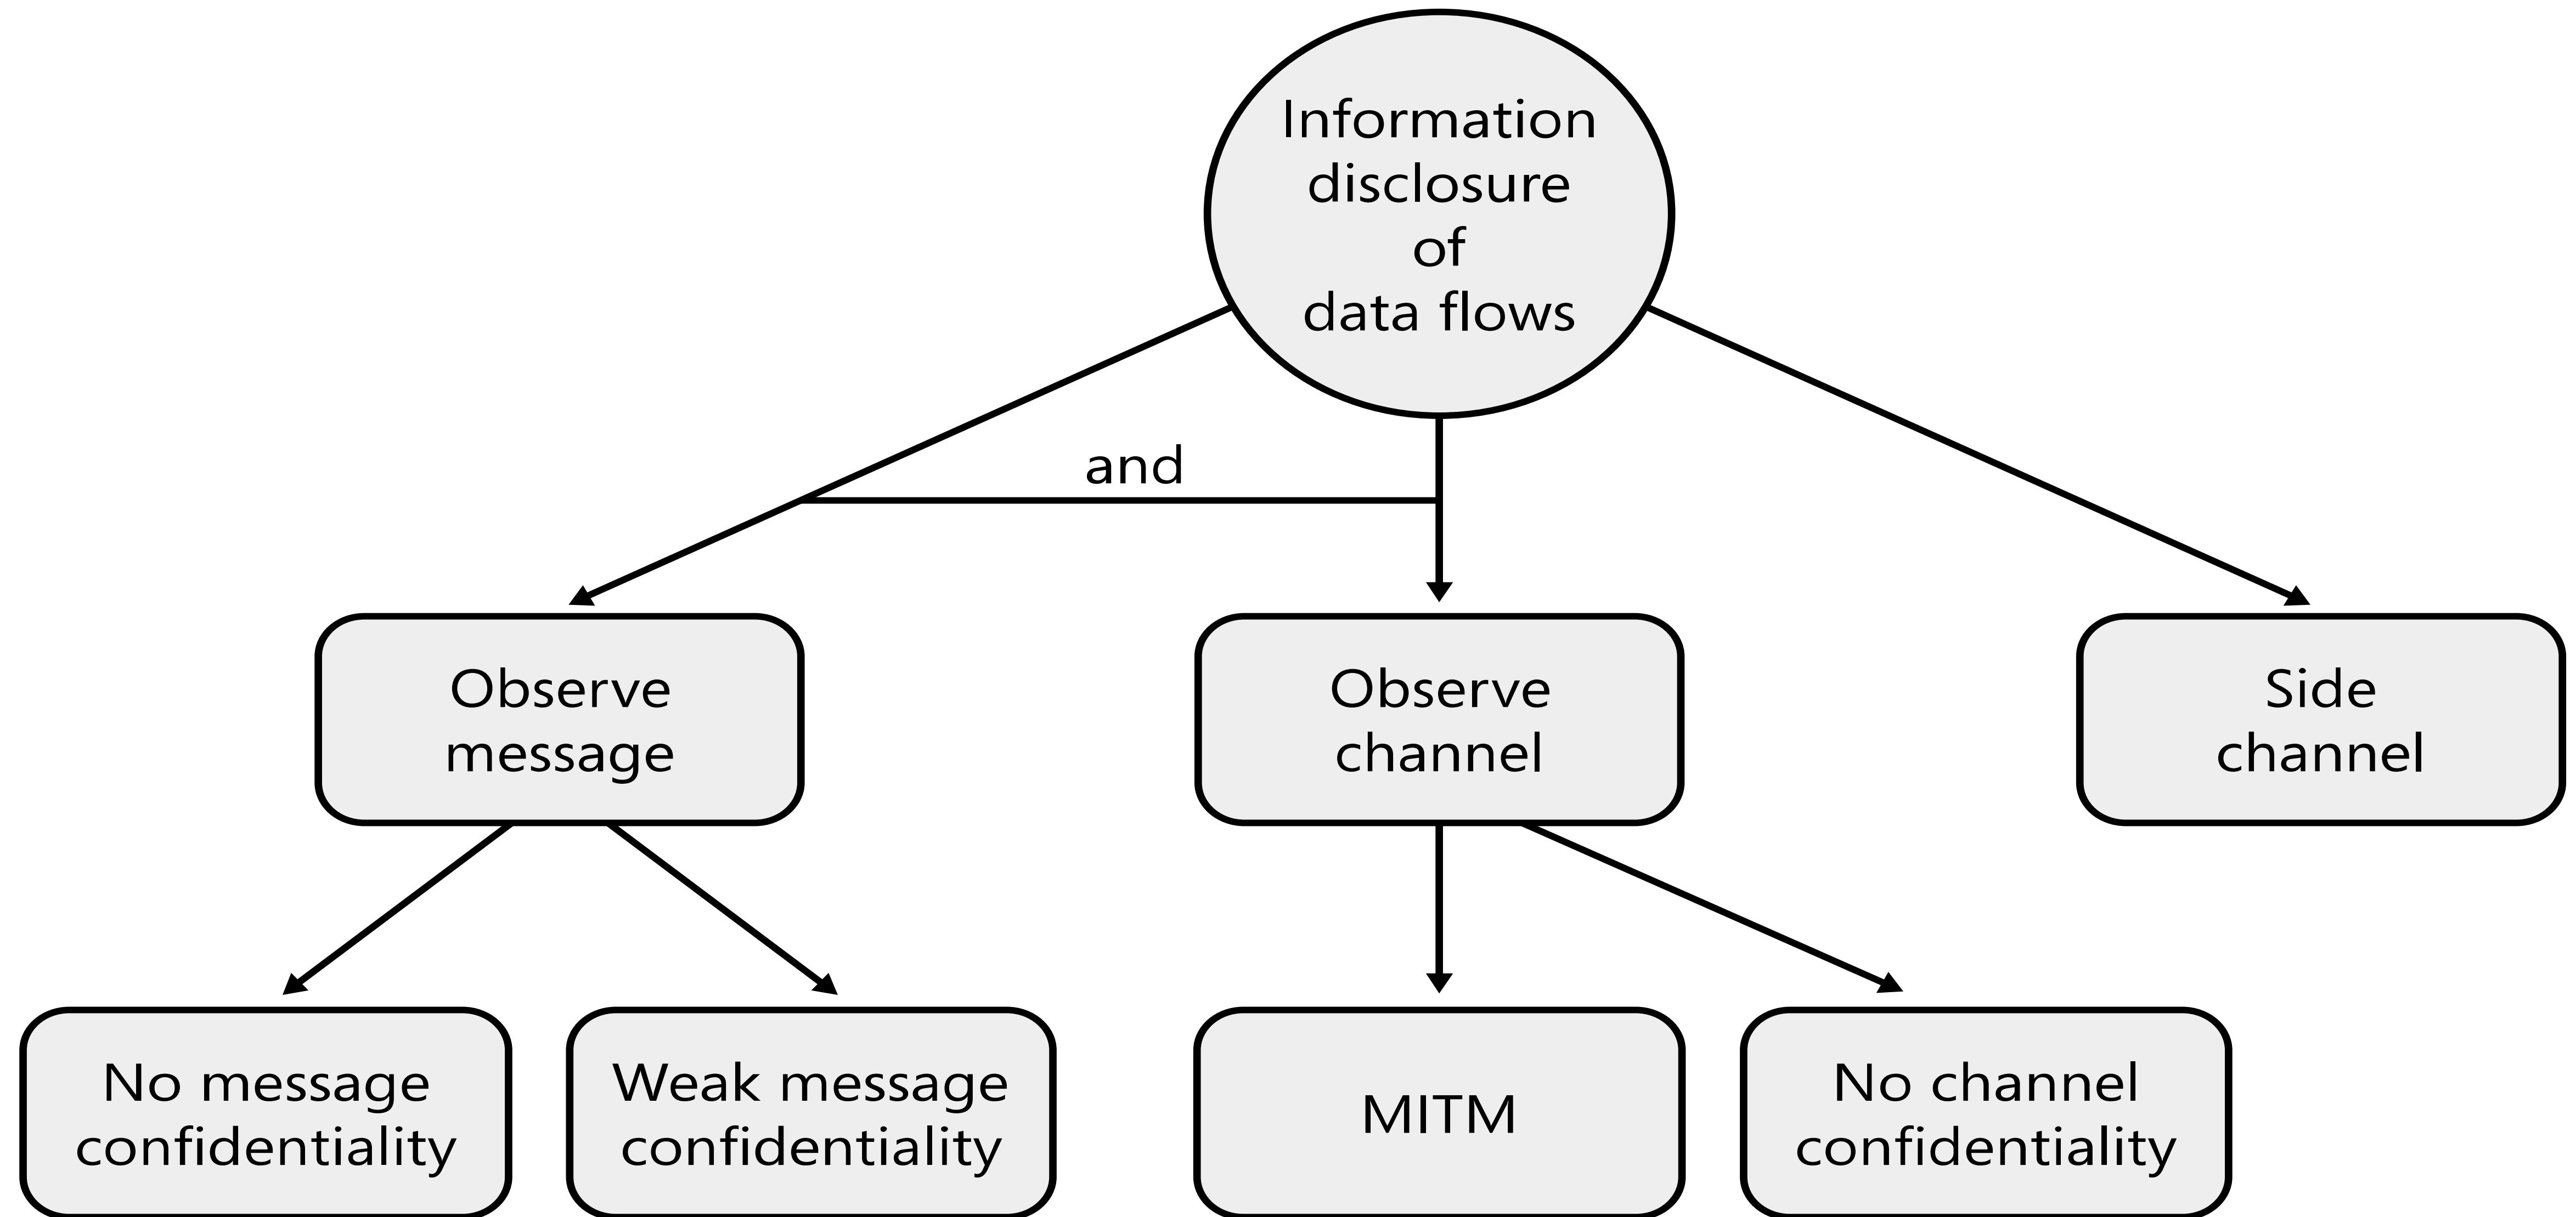 Information
disclosure
of
data flows
and
Observe
message
Observe
channel
Side
channel
No message
confidentiality
Weak message
confidentiality
MITM
No channel
confidentiality